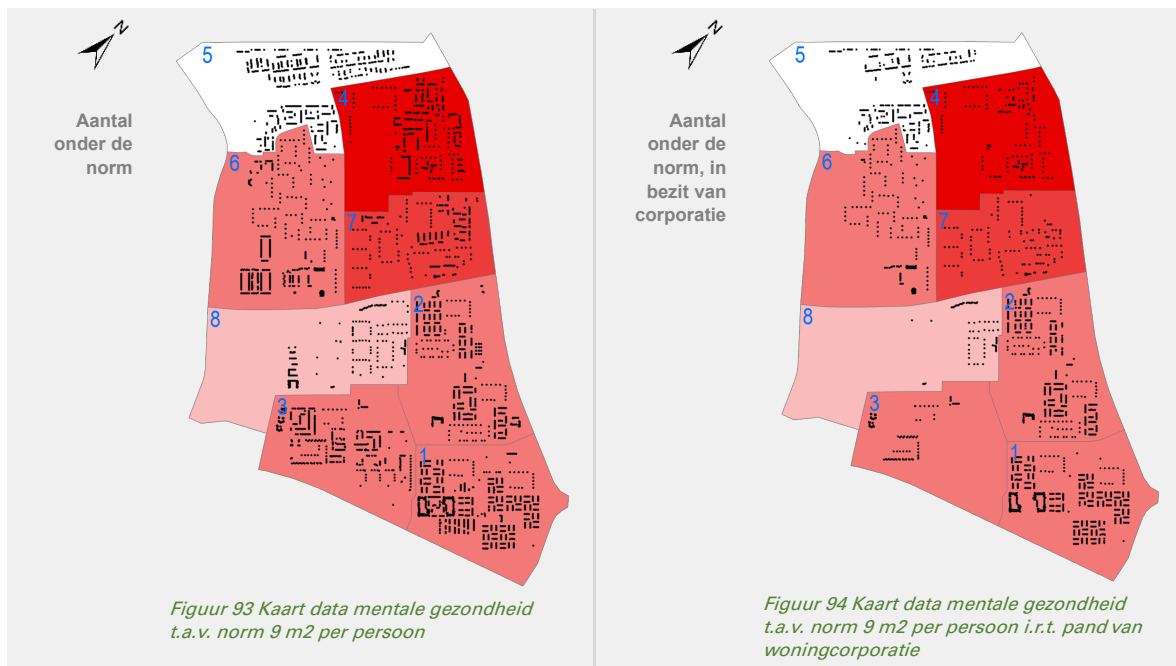 N
5
4
Aantal
onder de
norm
6
7
8
2
3
1
Figuur 93 Kaart data mentale gezondheid
t.a.v. norm 9 m2 per persoon
N
5
4
Aantal
onder de
norm, in
bezit van
corporatie
6
7
8
2
3
1
Figuur 94 Kaart data mentale gezondheid
t.a.v. norm 9 m2 per persoon i.r.t. pand van
woningcorporatie